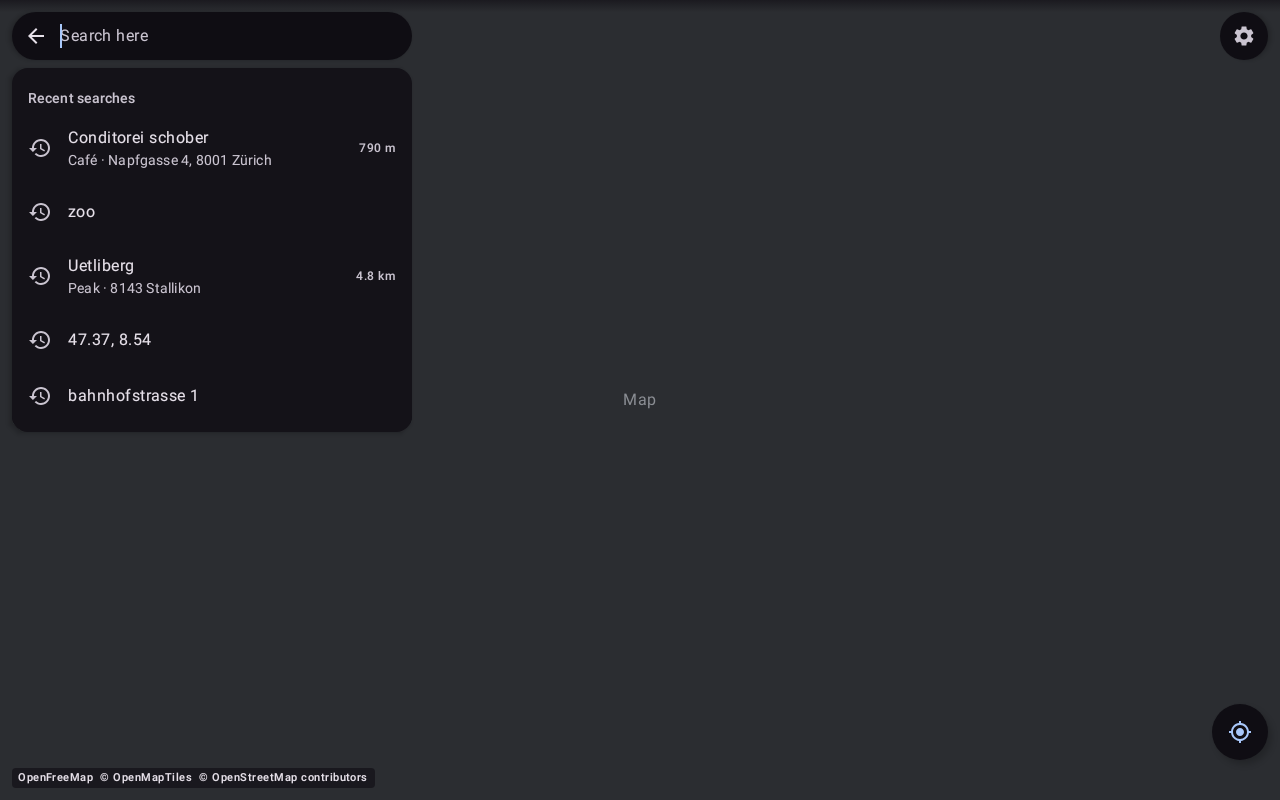 Search here
Recent searches
Conditorei schober
Café · Napfgasse 4, 8001 Zürich
790 m
zoo
Uetliberg
Peak · 8143 Stallikon
4.8 km
47.37, 8.54
bahnhofstrasse 1
Map
OpenFreeMap © OpenMapTiles © OpenStreetMap contributors